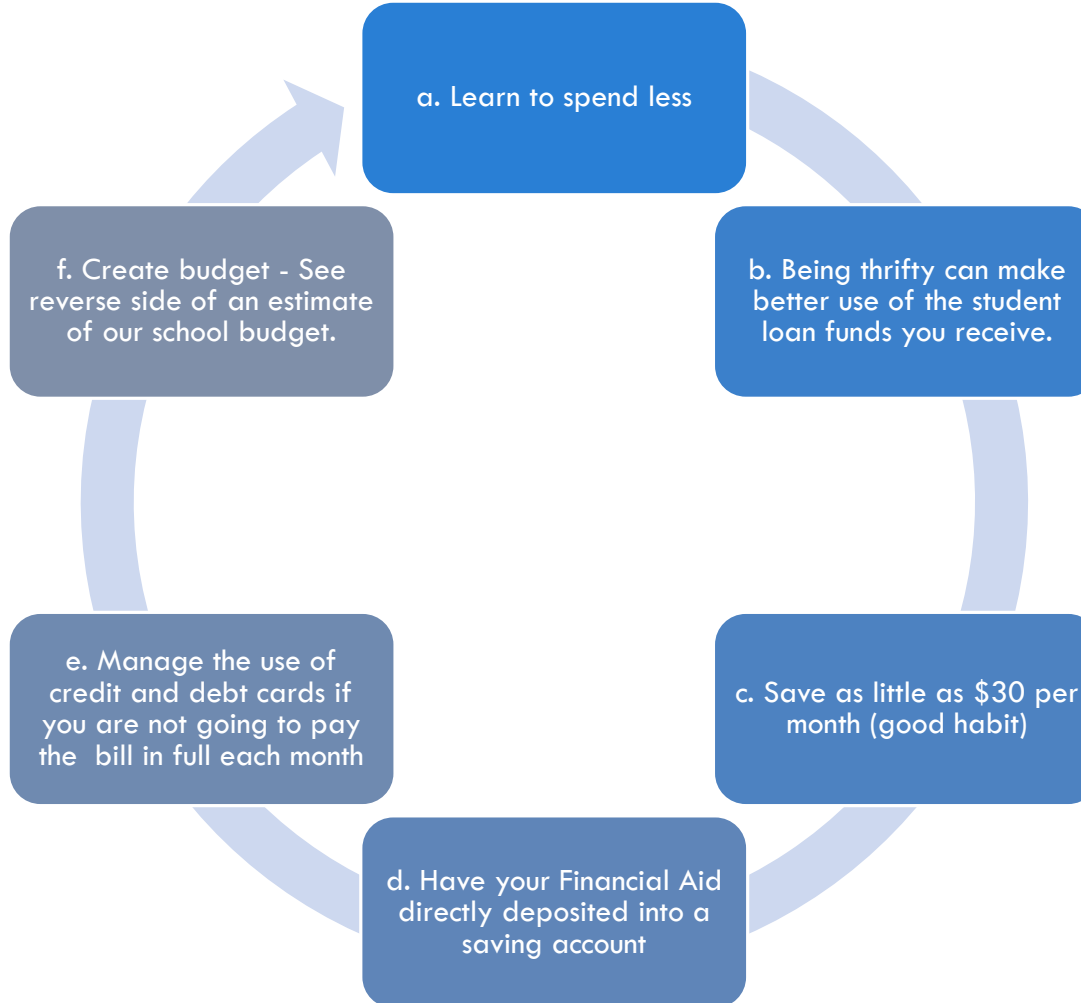 a. Learn to spend less
b. Being thrifty can make
better use of the student
loan funds you receive.
c. Save as little as $30 per
month (good habit)
d. Have your Financial Aid
directly deposited into a
saving account
e. Manage the use of
credit and debt cards if
you are not going to pay
the  bill in full each month
f. Create budget - See
reverse side of an estimate
of our school budget.